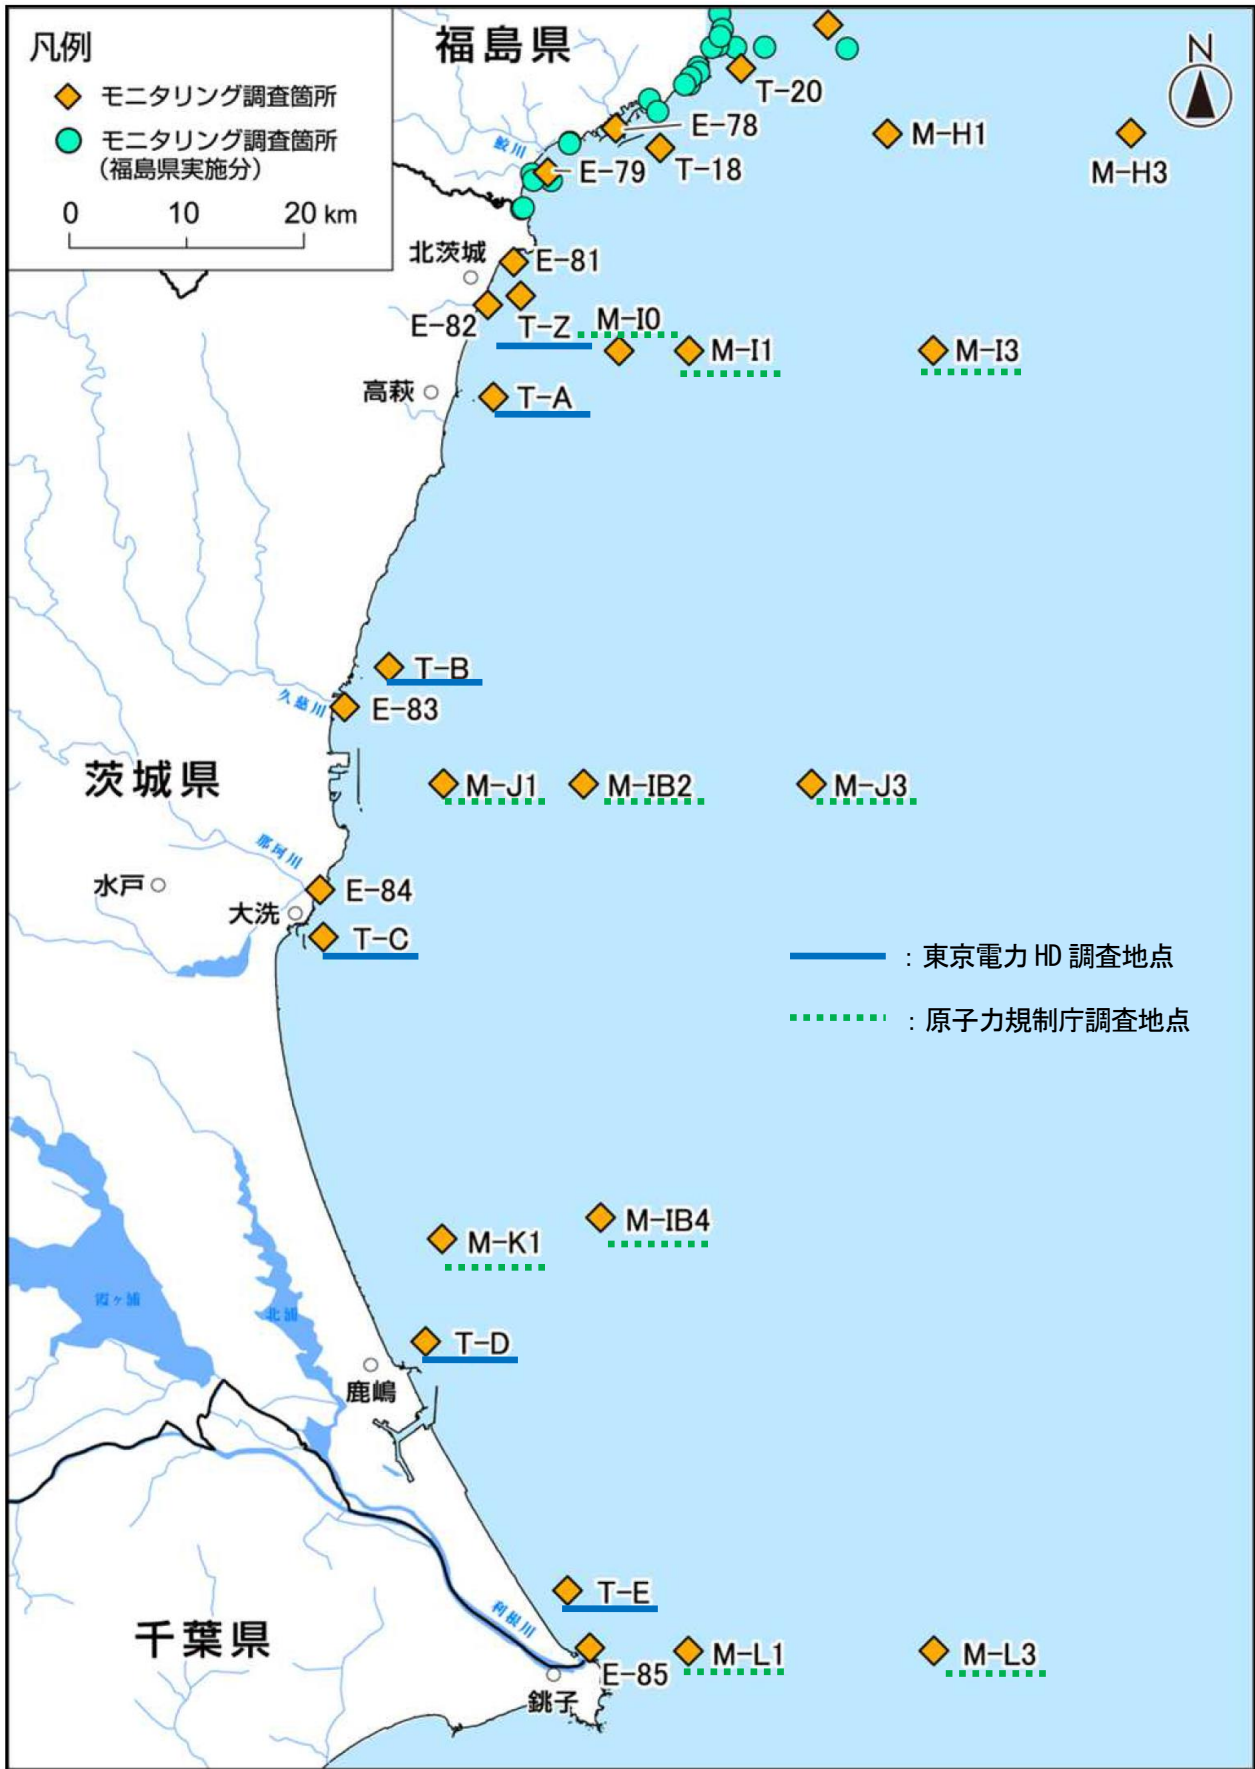 凡例
モニタリング調査箇所
モニタリング調査箇所
(福島県実施分)
0 10 20 km
福島県
N
T-20
E-78
M-H1
鮫川
E-79
T-18
M-H3
北茨城
E-81
E-82
T-Z
M-I0
M-I1
M-I3
高萩
T-A
T-B
久慈川
E-83
茨城県
M-J1
M-IB2
M-J3
那珂川
水戸
E-84
大洗
T-C
：東京電力 HD 調査地点
：原子力規制庁調査地点
M-IB4
M-K1
霞ヶ浦
北浦
T-D
鹿嶋
T-E
利根川
千葉県
M-L1
M-L3
E-85
銚子